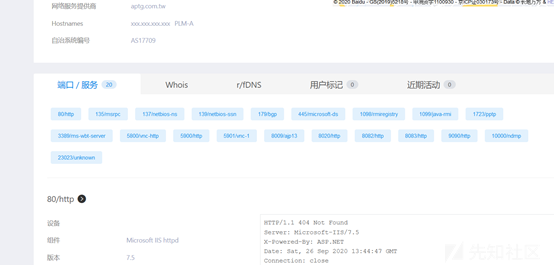 © 2020 Baidu - GS(2019)5218号 - 甲测资字1100930 - 京ICP证030173号 - Data © 长地万方 &
网络服务提供商 aptg.com.tw
Hostnames xxx.xxx.xxx.xxx PLM-A
自治系统编号 AS17709
端口 / 服务 20 Whois r/fDNS 用户标记 0 近期活动 0
80/http 135/msrpc 137/netbios-ns 139/netbios-ssn 179/bgp 445/microsoft-ds 1098/rmiregistry 1099/java-rmi 1723/pptp
3389/ms-wbt-server 5800/vnc-http 5900/http 5901/vnc-1 8009/ajp13 8020/http 8082/http 8083/http 9090/http 10000/ndmp
23023/unknown
80/http
设备
组件 Microsoft IIS httpd
版本 7.5
HTTP/1.1 404 Not Found
Server: Microsoft-IIS/7.5
X-Powered-By: ASP.NET
Date: Sat, 26 Sep 2020 13:44:47 GMT
Connection: close
先知社区